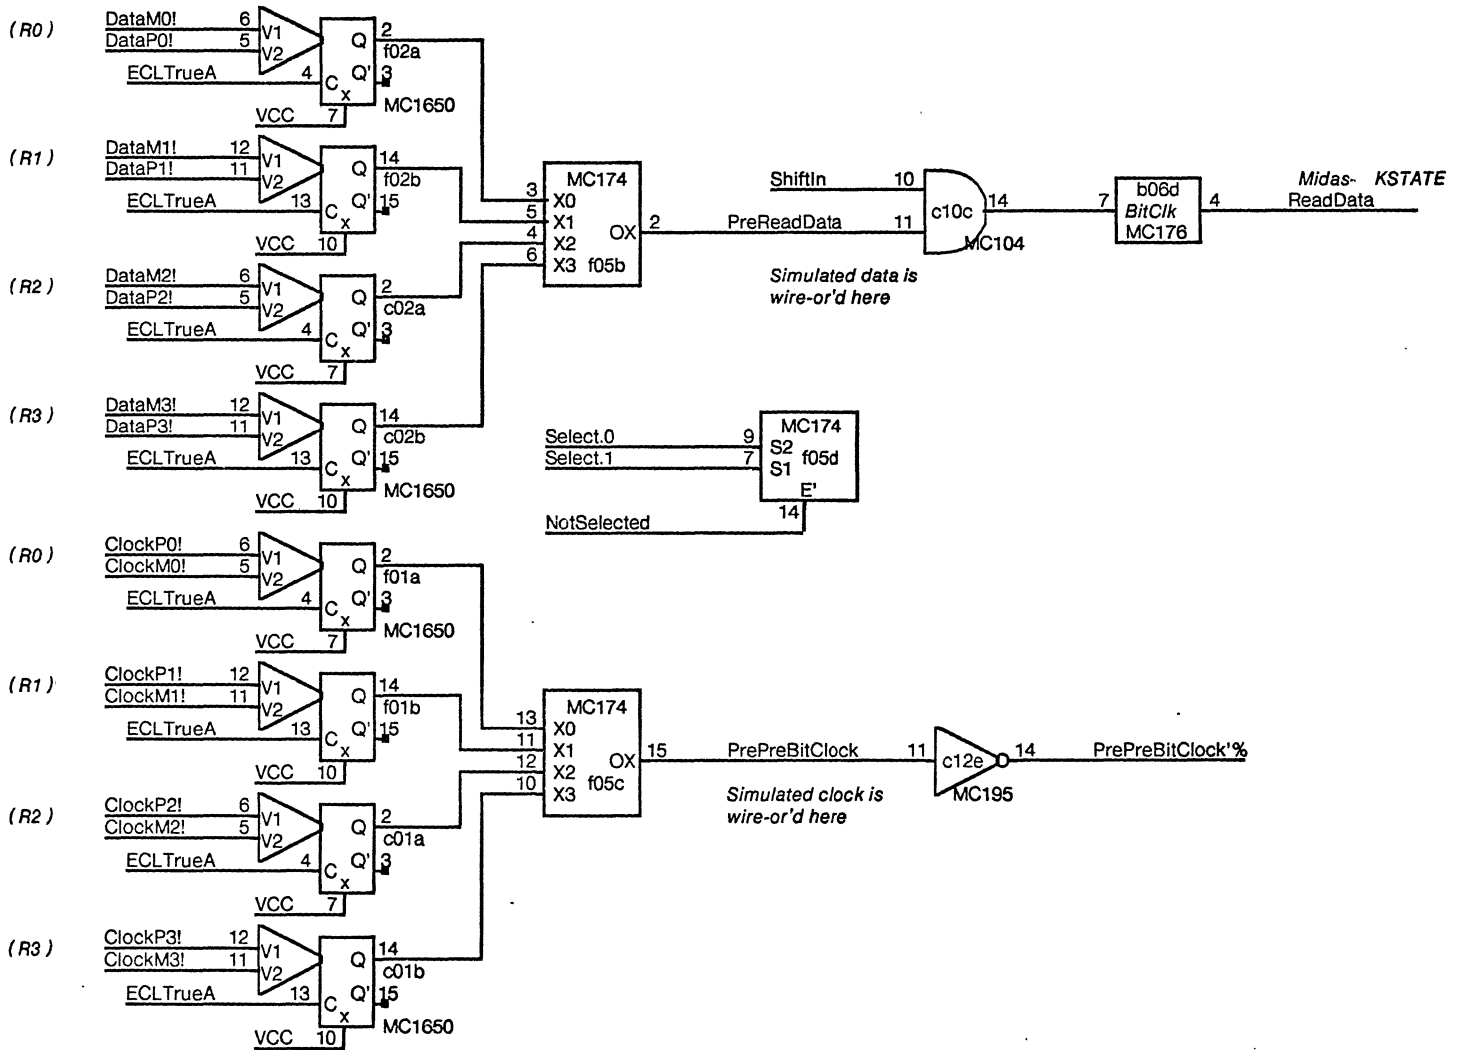 (R0)
DataM0! 6 V1
DataP0! 5 V2
ECLTrueA 4 C x
VCC 7
Q 2
f02a
Q' 3
MC1650
(R1)
DataM1! 12 V1
DataP1! 11 V2
ECLTrueA 13 C x
VCC 10
Q 14
f02b
Q' 15
(R2)
DataM2! 6 V1
DataP2! 5 V2
ECLTrueA 4 C x
VCC 7
Q 2
c02a
Q' 3
(R3)
DataM3! 12 V1
DataP3! 11 V2
ECLTrueA 13 C x
VCC 10
Q 14
c02b
Q' 15
MC1650
MC174
3 X0
5 X1
4 X2
6 X3
OX 2
f05b
PreReadData 11
ShiftIn 10
c10c 14
MC104
Simulated data is
wire-or'd here
7 b06d 4
BitClk
MC176
Midas- KSTATE
ReadData
MC174
Select.0 9 S2
Select.1 7 S1
f05d
E'
14
NotSelected
(R0)
ClockP0! 6 V1
ClockM0! 5 V2
ECLTrueA 4 C x
VCC 7
Q 2
f01a
Q' 3
MC1650
(R1)
ClockP1! 12 V1
ClockM1! 11 V2
ECLTrueA 13 C x
VCC 10
Q 14
f01b
Q' 15
(R2)
ClockP2! 6 V1
ClockM2! 5 V2
ECLTrueA 4 C x
VCC 7
Q 2
c01a
Q' 3
(R3)
ClockP3! 12 V1
ClockM3! 11 V2
ECLTrueA 13 C x
VCC 10
Q 14
c01b
Q' 15
MC1650
MC174
13 X0
11 X1
12 X2
10 X3
OX 15
f05c
PrePreBitClock 11
c12e 14
MC195
PrePreBitClock'%
Simulated clock is
wire-or'd here